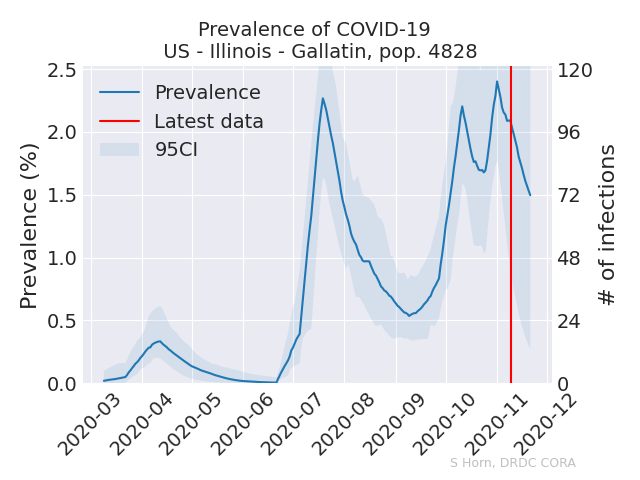 Prevalence of COVID-19
US - Illinois - Gallatin, pop. 4828
Prevalence
Latest data
95CI
Prevalence (%)
2.5
2.0
1.5
1.0
0.5
0.0
120
96
72
48
24
0
# of infections
2020-03
2020-04
2020-05
2020-06
2020-07
2020-08
2020-09
2020-10
2020-11
2020-12
S Horn, DRDC CORA